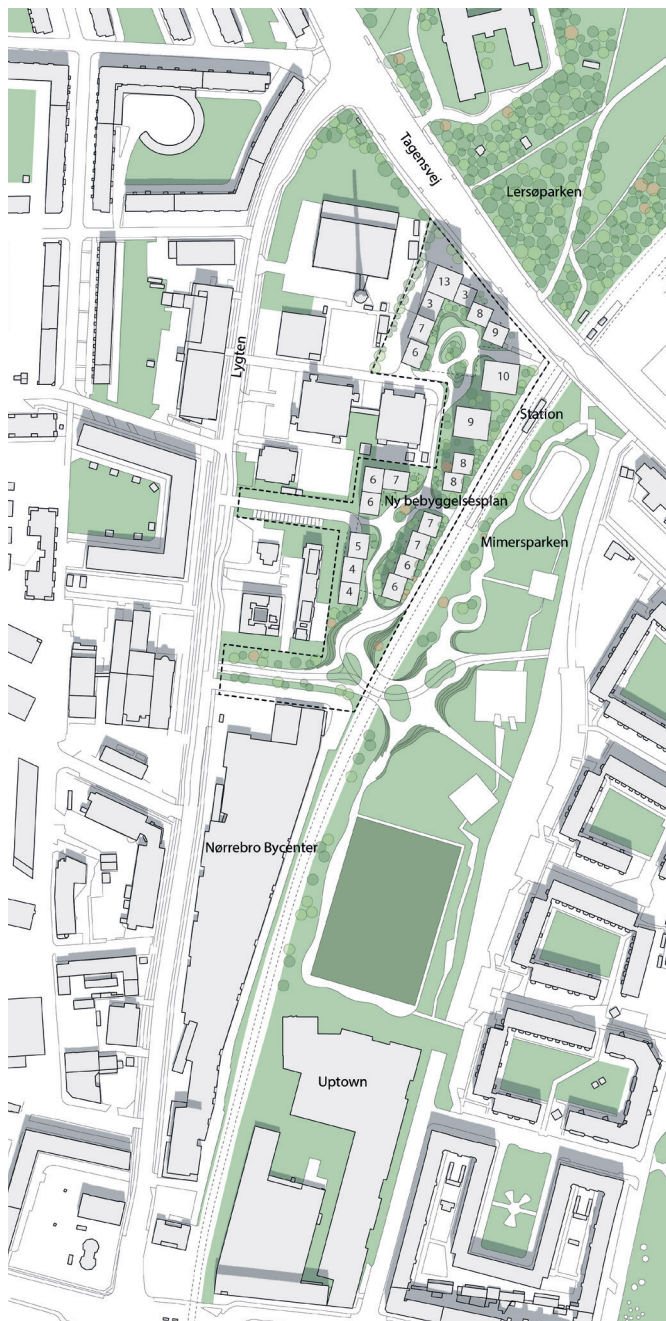 Tagensvej
Lersøparken
13
3
3
8
7
9
6
10
Lygten
Station
9
8
6
7
8
6
Ny bebyggelsesplan
7
5
7
Mimersparken
4
6
4
6
Nørrebro Bycenter
Uptown